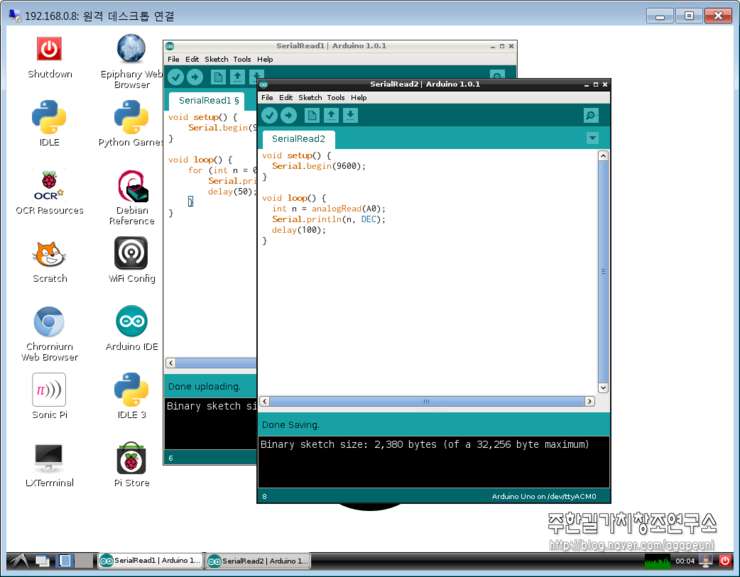 192.168.0.8: 원격 데스크톱 연결
Shutdown
Epiphany Web
Browser
IDLE
Python Games
OCR
OCR Resources
Debian
Reference
Scratch
WiFi Config
Chromium
Web Browser
Arduino IDE
π)))
Sonic Pi
IDLE 3
LXTerminal
Pi Store
SerialRead1 | Arduino 1.0.1
File Edit Sketch Tools Help
SerialRead1 §
void setup() {
Serial.begin(9
}
void loop() {
for (int n = 0
Serial.pri
delay(50);
}
}
Done uploading.
Binary sketch si
6
SerialRead2 | Arduino 1.0.1
File Edit Sketch Tools Help
SerialRead2
void setup() {
Serial.begin(9600);
}
void loop() {
int n = analogRead(A0);
Serial.println(n, DEC);
delay(100);
}
Done Saving.
Binary sketch size: 2,380 bytes (of a 32,256 byte maximum)
8 Arduino Uno on /dev/ttyACM0
주한길가치창조연구소
http://blog.naver.com/agapeuni
SerialRead1 | Arduino 1... SerialRead2 | Arduino 1... 00:04